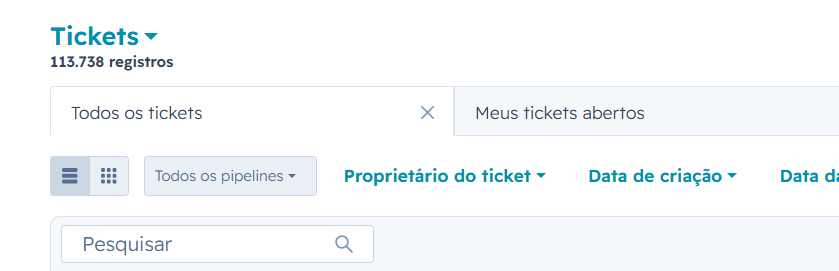 Tickets
113.738 registros
Todos os tickets
Meus tickets abertos
Todos os pipelines
Proprietário do ticket
Data de criação
Data
Pesquisar